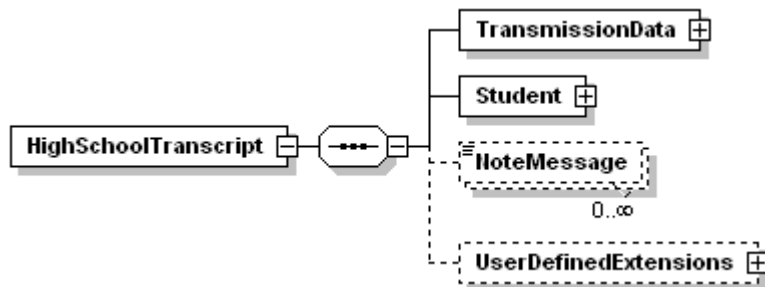 TransmissionData
Student
HighSchoolTranscript
NoteMessage
0..∞
UserDefinedExtensions